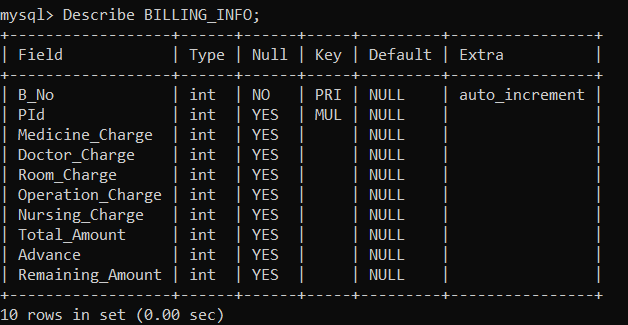 mysql> Describe BILLING_INFO;
+------------------+------+------+-----+---------+----------------+
| Field            | Type | Null | Key | Default | Extra          |
+------------------+------+------+-----+---------+----------------+
| B_No             | int  | NO   | PRI | NULL    | auto_increment |
| PId              | int  | YES  | MUL | NULL    |                |
| Medicine_Charge  | int  | YES  |     | NULL    |                |
| Doctor_Charge    | int  | YES  |     | NULL    |                |
| Room_Charge      | int  | YES  |     | NULL    |                |
| Operation_Charge | int  | YES  |     | NULL    |                |
| Nursing_Charge   | int  | YES  |     | NULL    |                |
| Total_Amount     | int  | YES  |     | NULL    |                |
| Advance          | int  | YES  |     | NULL    |                |
| Remaining_Amount | int  | YES  |     | NULL    |                |
+------------------+------+------+-----+---------+----------------+
10 rows in set (0.00 sec)